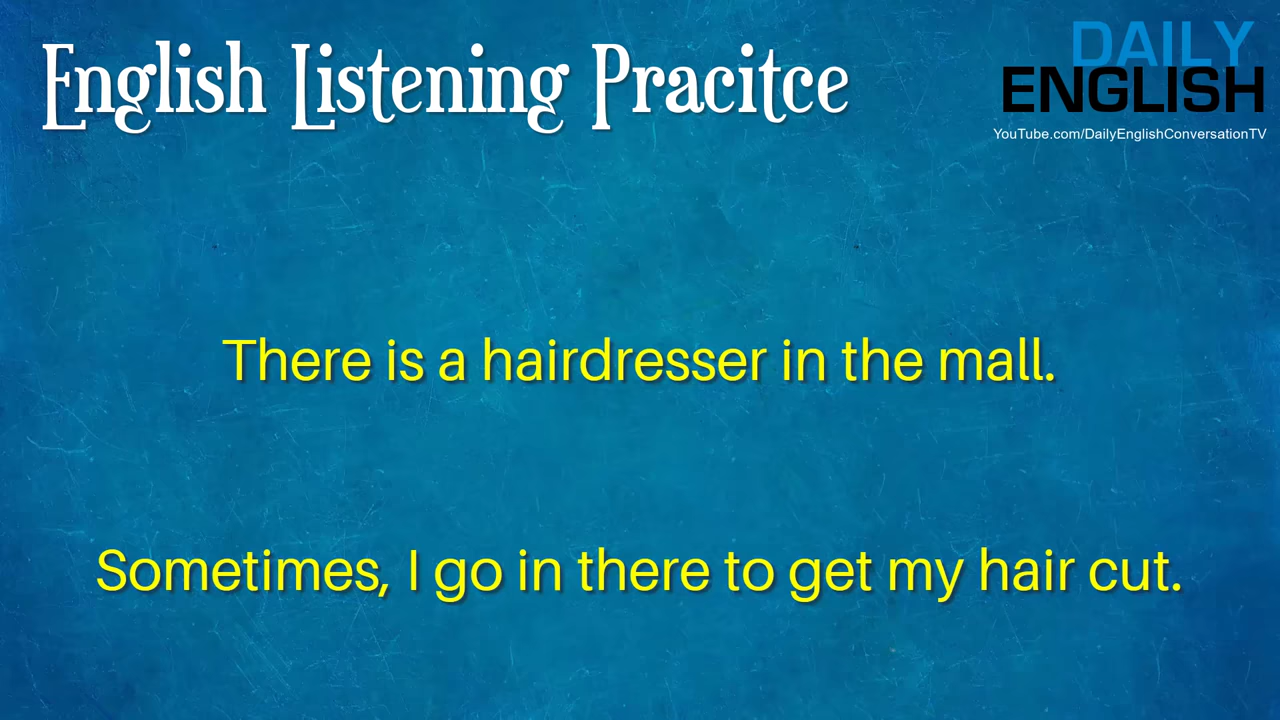 English Listening Pracitce
DAILY
ENGLISH
YouTube.com/DailyEnglishConversationTV
There is a hairdresser in the mall.
Sometimes, I go in there to get my hair cut.